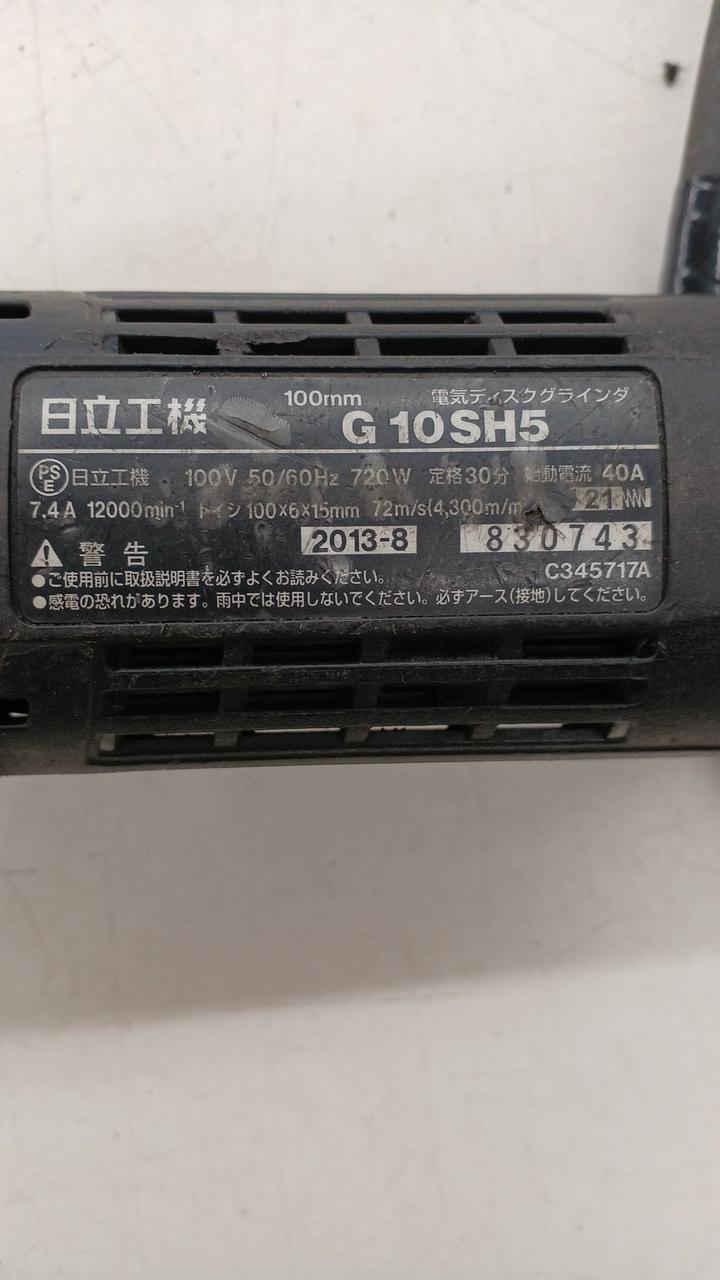 100mm 電気ディスクグラインダ
日立工機 G10SH5
PSE 日立工機 100V 50/60Hz 720W 定格30分 始動電流 40A
7.4A 12000min⁻¹ トイシ 100×6×15mm 72m/s(4,300m/m 21
2013-8 830743
警告 C345717A
●ご使用前に取扱説明書を必ずよくお読みください。
●感電の恐れがあります。雨中では使用しないでください。必ずアース(接地)してください。